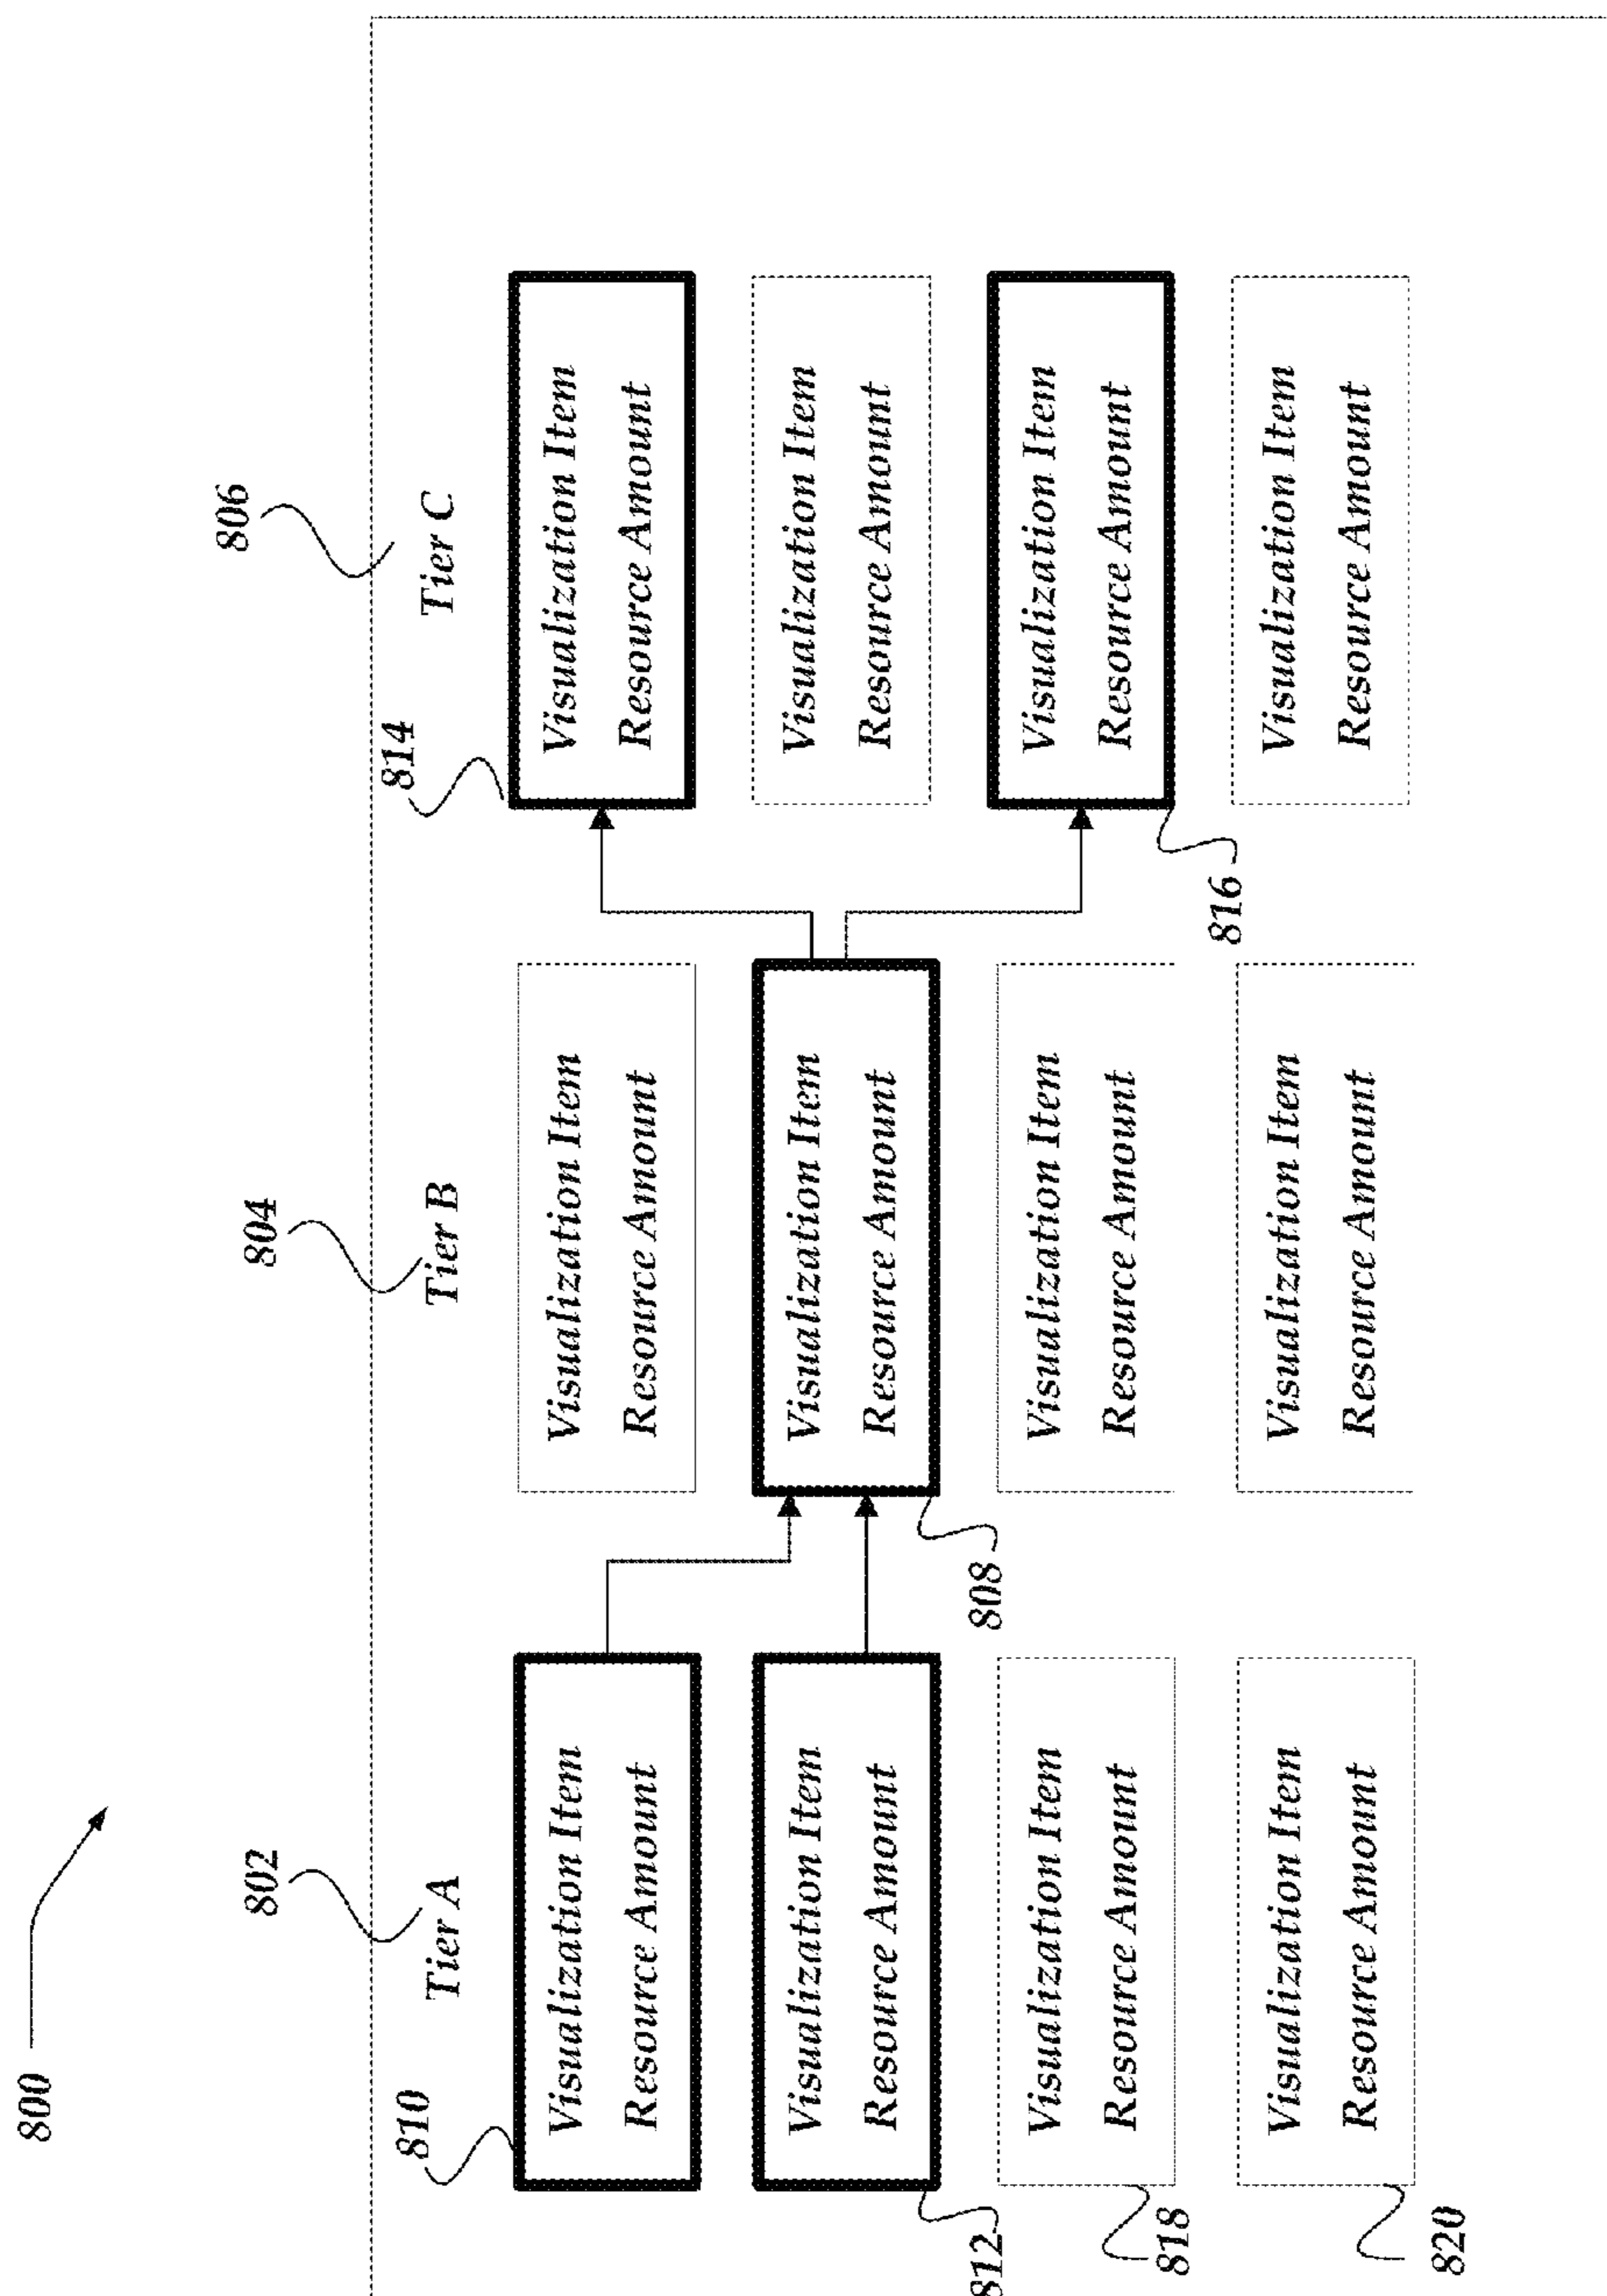 800
802
804
806
Tier A
Tier B
Tier C
810
814
Visualization Item
Resource Amount
Visualization Item
Resource Amount
Visualization Item
Resource Amount
Visualization Item
Resource Amount
Visualization Item
Resource Amount
Visualization Item
Resource Amount
812
808
Visualization Item
Resource Amount
Visualization Item
Resource Amount
Visualization Item
Resource Amount
818
816
Visualization Item
Resource Amount
Visualization Item
Resource Amount
Visualization Item
Resource Amount
820